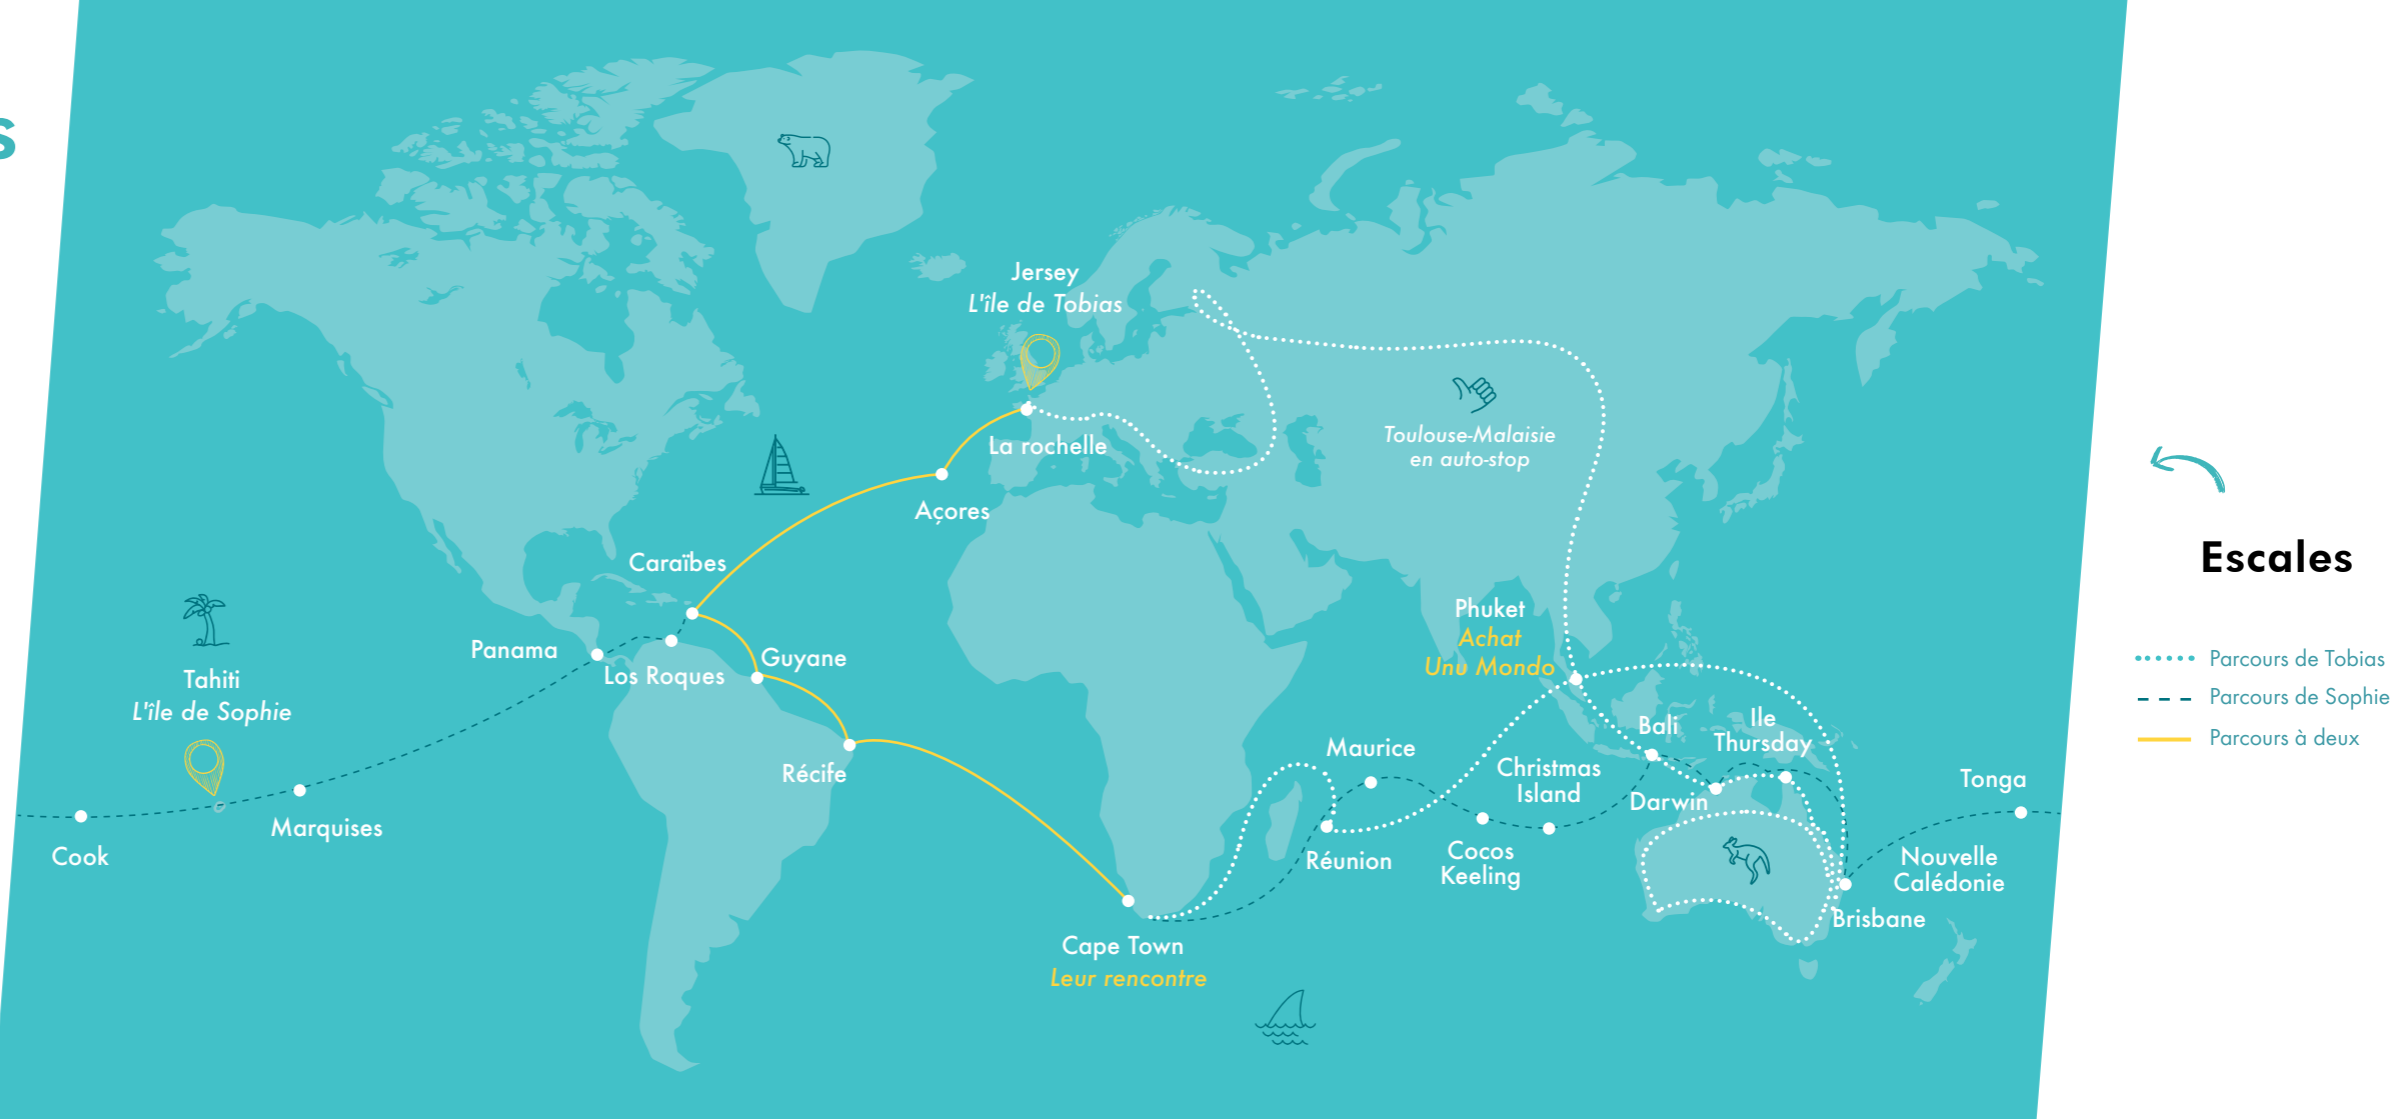 s
Jersey
L'île de Tobias
La rochelle
Toulouse-Malaisie
en auto-stop
Açores
Caraïbes
Panama
Los Roques
Guyane
Tahiti
L'île de Sophie
Marquises
Cook
Récife
Cape Town
Leur rencontre
Phuket
Achat
Unu Mondo
Maurice
Réunion
Christmas
Island
Cocos
Keeling
Bali
Ile
Thursday
Darwin
Brisbane
Nouvelle
Calédonie
Tonga
Escales
Parcours de Tobias
Parcours de Sophie
Parcours à deux